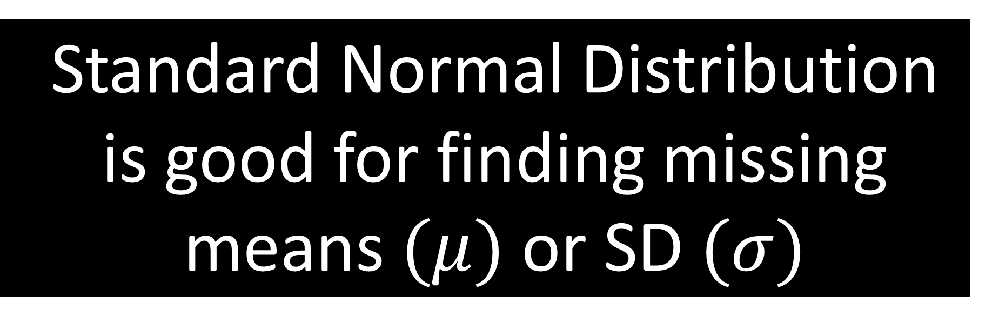 Standard Normal Distribution
is good for finding missing
means (μ) or SD (σ)